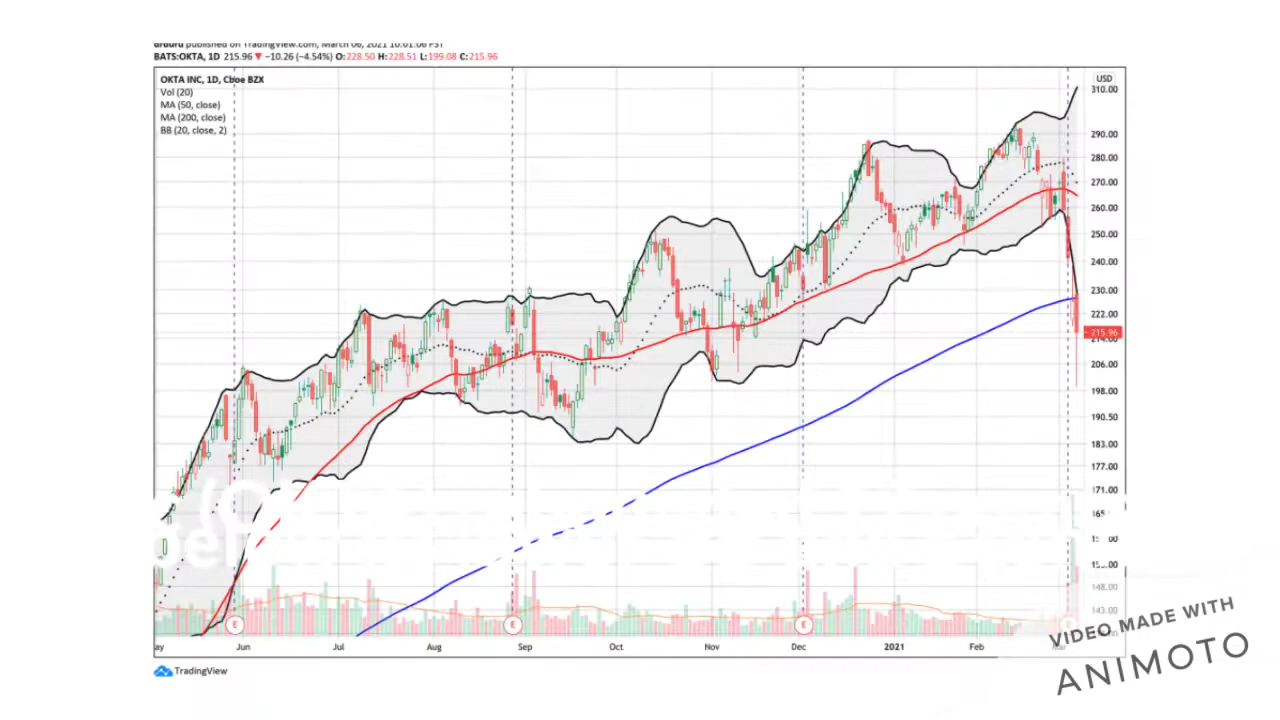 published on TradingView.com, March 06, 2021 10:01:06 PST
BATS:OKTA, 1D 215.96 ▼ −10.26 (−4.54%) O:228.50 H:228.51 L:199.08 C:215.96
OKTA INC, 1D, Cboe BZX
Vol (20)
MA (50, close)
MA (200, close)
BB (20, close, 2)
USD
310.00
290.00
280.00
270.00
260.00
250.00
240.00
230.00
222.00
215.96
214.00
206.00
198.00
190.50
183.00
177.00
171.00
148.00
143.00
E E E
ay Jun Jul Aug Sep Oct Nov Dec 2021 Feb
TradingView
VIDEO MADE WITH
ANIMOTO